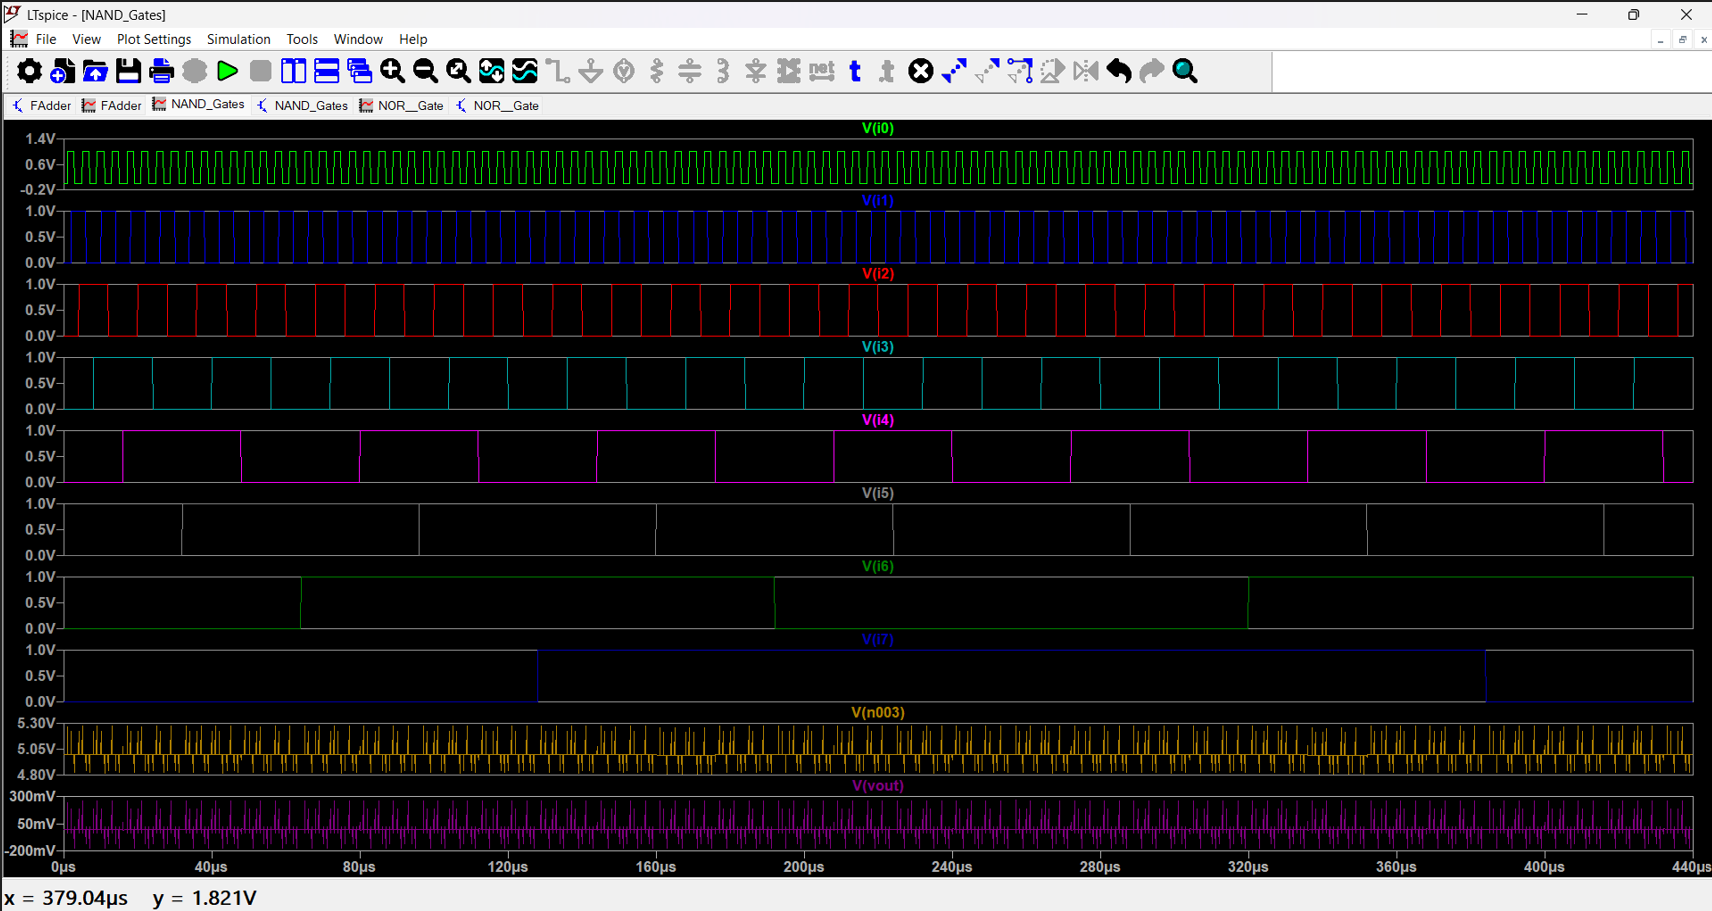 LTspice - [NAND_Gates]
File View Plot Settings Simulation Tools Window Help
net t t
FAdder FAdder NAND_Gates NAND_Gates NOR__Gate NOR__Gate
V(i0)
1.4V
0.6V
-0.2V
V(i1)
1.0V
0.5V
0.0V
V(i2)
1.0V
0.5V
0.0V
V(i3)
1.0V
0.5V
0.0V
V(i4)
1.0V
0.5V
0.0V
V(i5)
1.0V
0.5V
0.0V
V(i6)
1.0V
0.5V
0.0V
V(i7)
1.0V
0.5V
0.0V
V(n003)
5.30V
5.05V
4.80V
V(vout)
300mV
50mV
-200mV
0µs 40µs 80µs 120µs 160µs 200µs 240µs 280µs 320µs 360µs 400µs 440µs
x = 379.04µs y = 1.821V